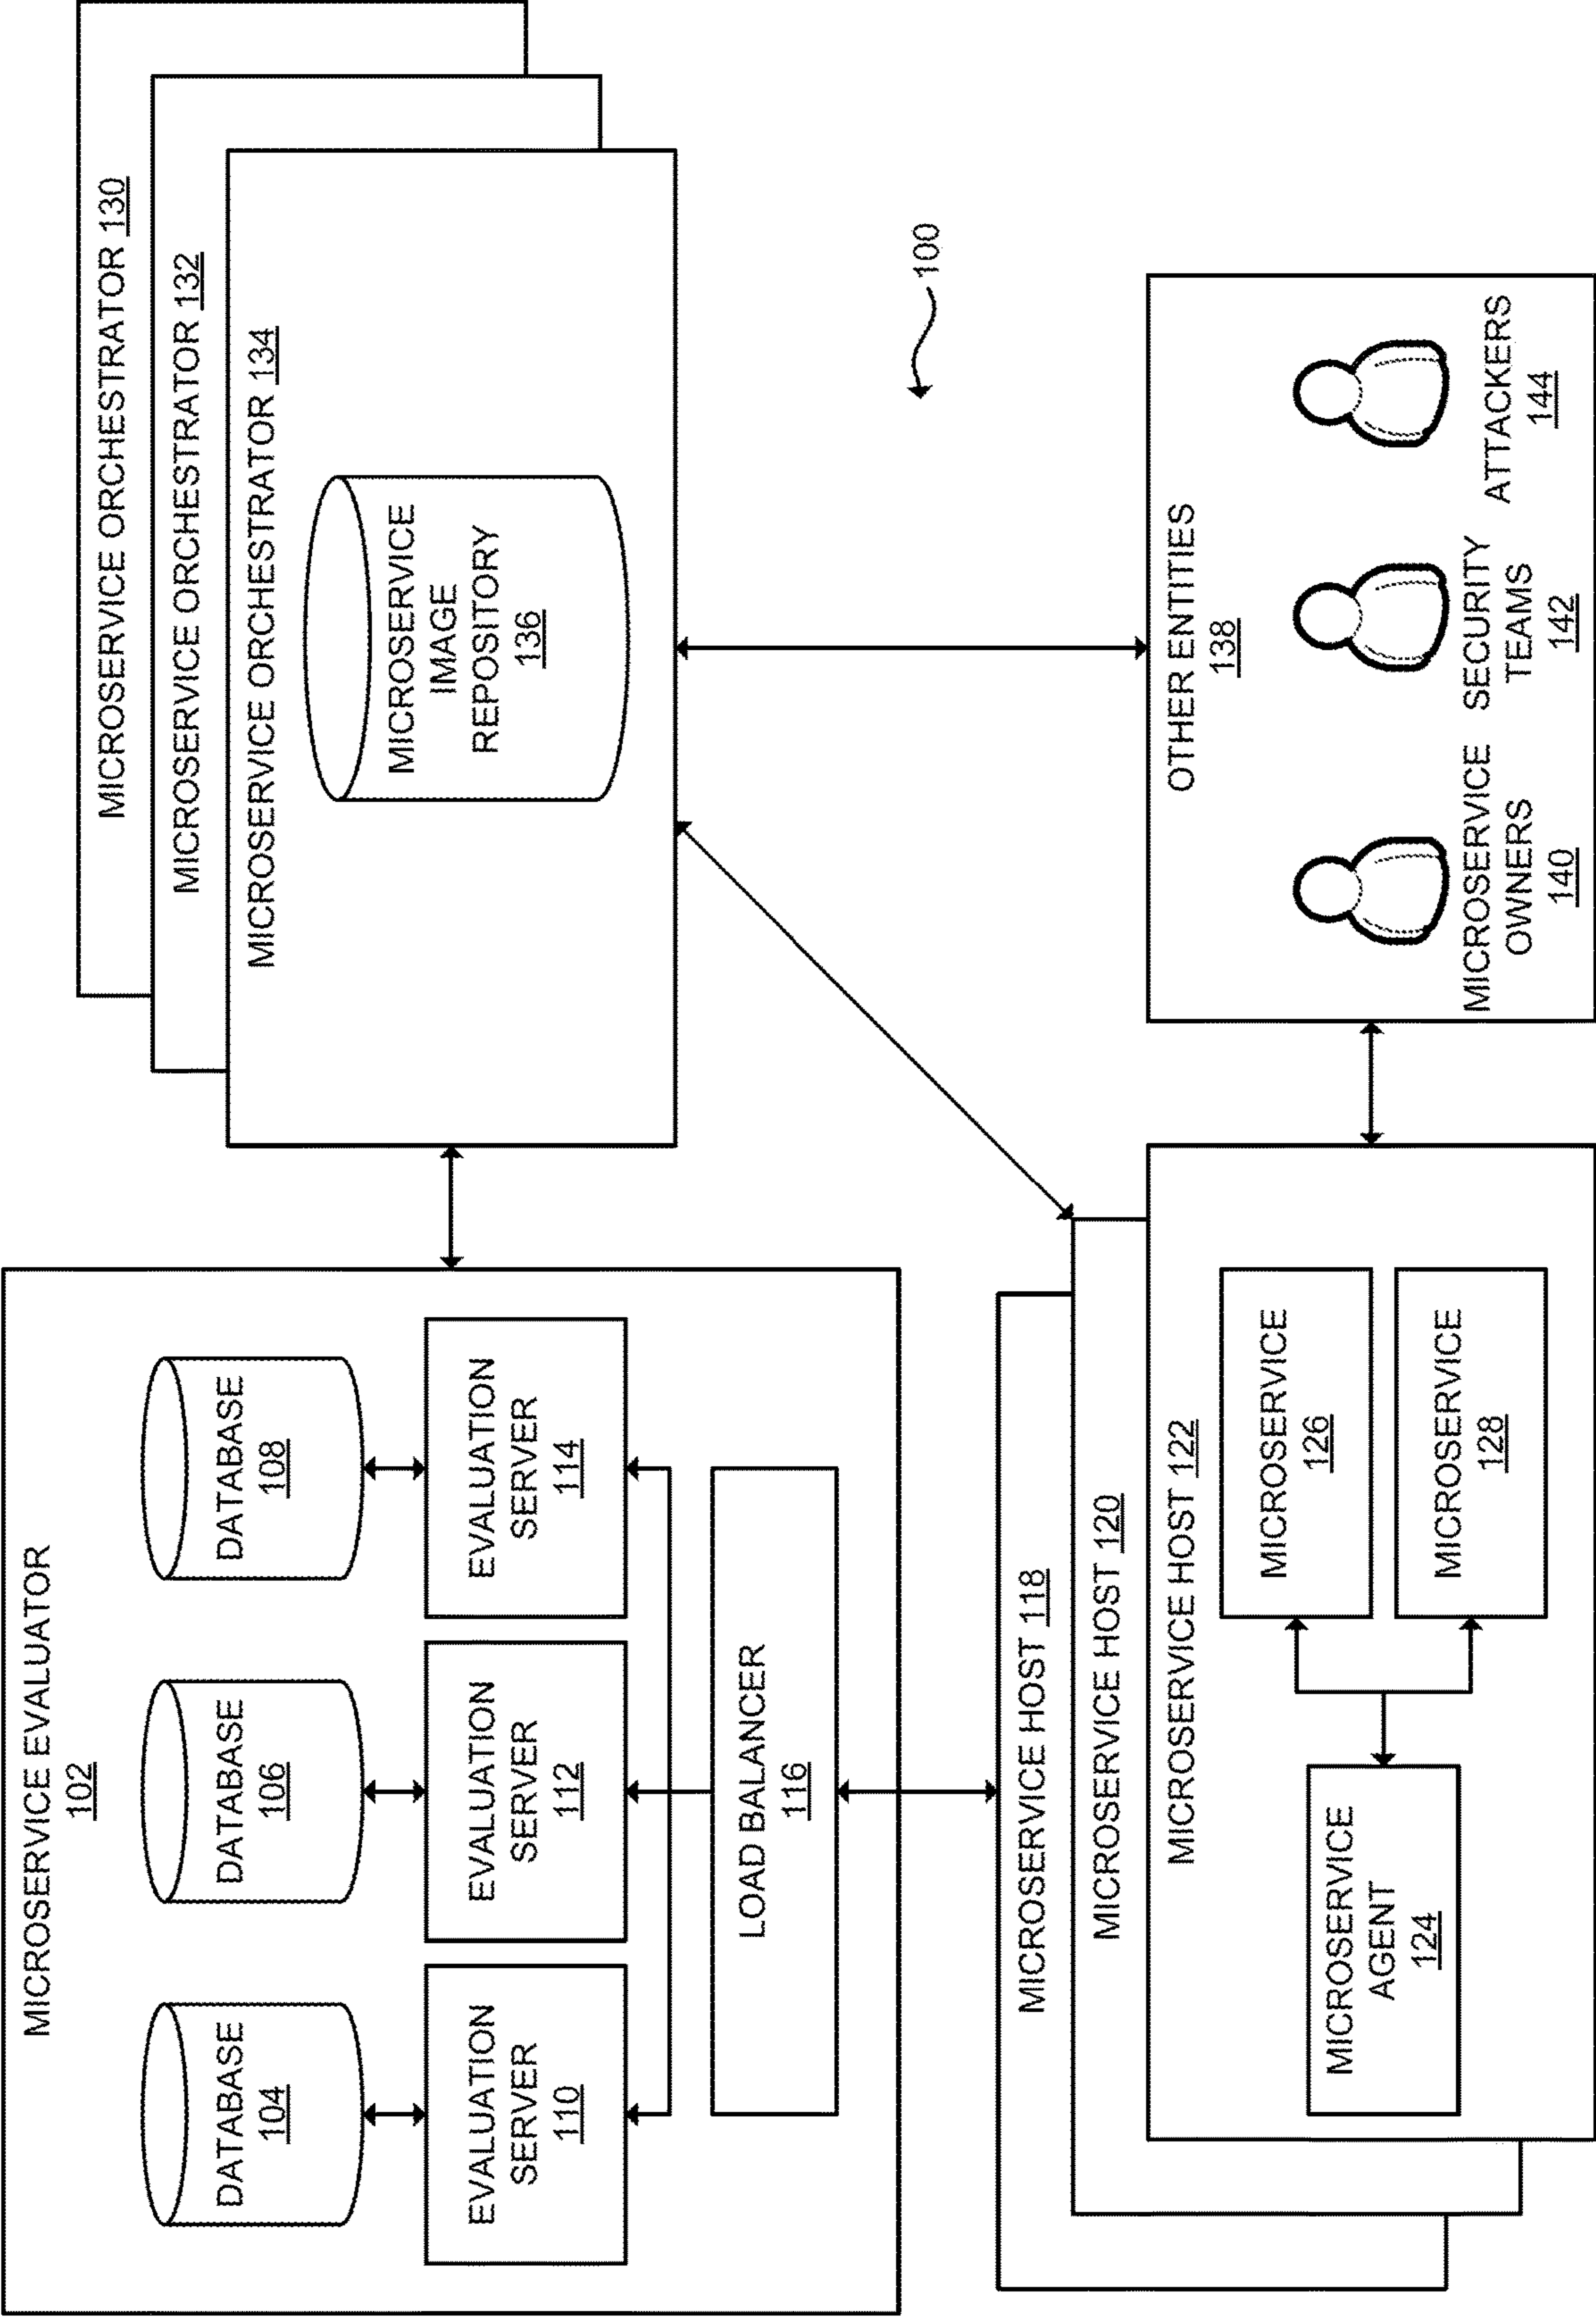 MICROSERVICE EVALUATOR
102
DATABASE
104
DATABASE
106
DATABASE
108
EVALUATION
SERVER
110
EVALUATION
SERVER
112
EVALUATION
SERVER
114
LOAD BALANCER
116
MICROSERVICE ORCHESTRATOR 130
MICROSERVICE ORCHESTRATOR 132
MICROSERVICE ORCHESTRATOR 134
MICROSERVICE
IMAGE
REPOSITORY
136
100
MICROSERVICE HOST 118
MICROSERVICE HOST 120
MICROSERVICE HOST 122
MICROSERVICE
AGENT
124
MICROSERVICE
126
MICROSERVICE
128
OTHER ENTITIES
138
MICROSERVICE
OWNERS
140
SECURITY
TEAMS
142
ATTACKERS
144